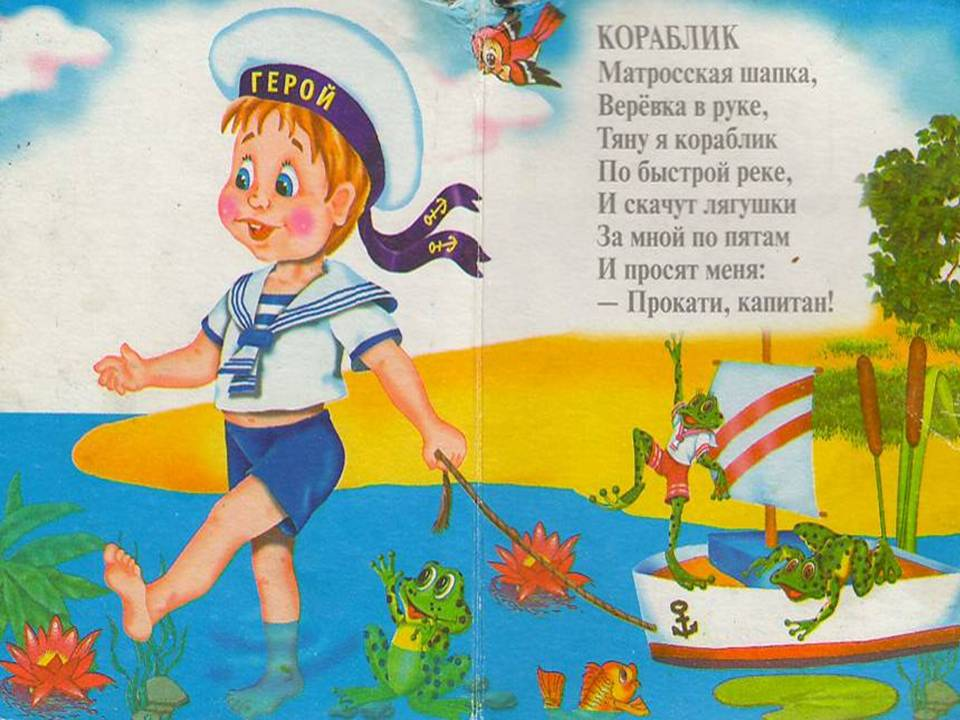 ГЕРОЙ
КОРАБЛИК
Матросская шапка,
Верёвка в руке,
Тяну я кораблик
По быстрой реке,
И скачут лягушки
За мной по пятам
И просят меня:
— Прокати, капитан!